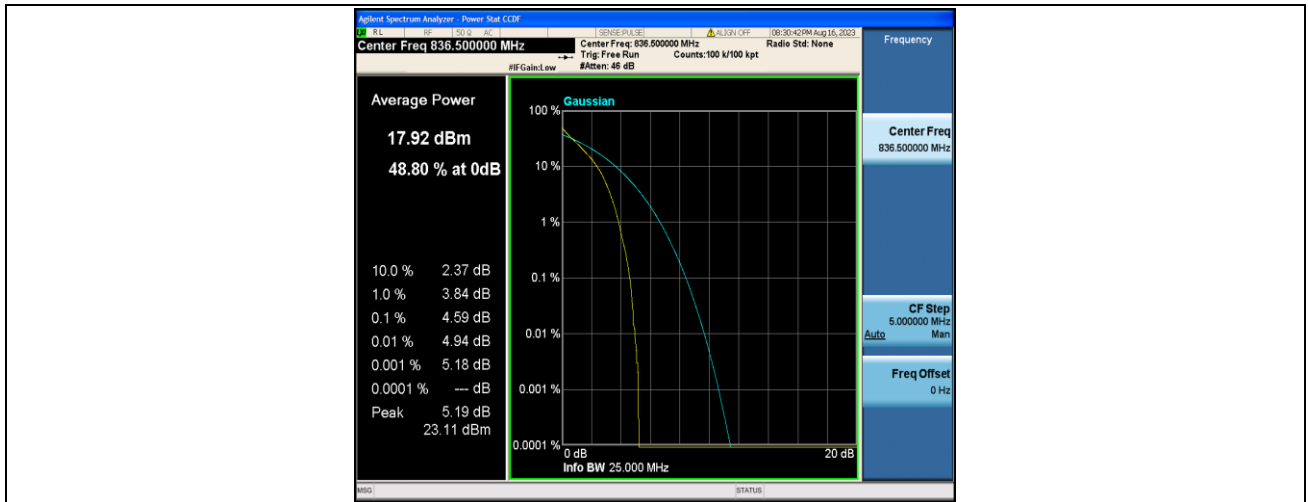 Agilent Spectrum Analyzer - Power Stat CCDF
RL RF 50 Ω AC SENSE:PULSE ALIGN OFF 08:30:42PM Aug 16, 2023
Center Freq 836.500000 MHz
Center Freq: 836.500000 MHz Radio Std: None
Trig: Free Run Counts:100 k/100 kpt
#IFGain:Low #Atten: 46 dB
Frequency
Average Power
17.92 dBm
48.80 % at 0dB
10.0 % 2.37 dB
1.0 % 3.84 dB
0.1 % 4.59 dB
0.01 % 4.94 dB
0.001 % 5.18 dB
0.0001 % --- dB
Peak 5.19 dB
23.11 dBm
Gaussian
100 %
10 %
1 %
0.1 %
0.01 %
0.001 %
0.0001 %
0 dB 20 dB
Info BW 25.000 MHz
Center Freq
836.500000 MHz
CF Step
5.000000 MHz
Auto Man
Freq Offset
0 Hz
MSG STATUS